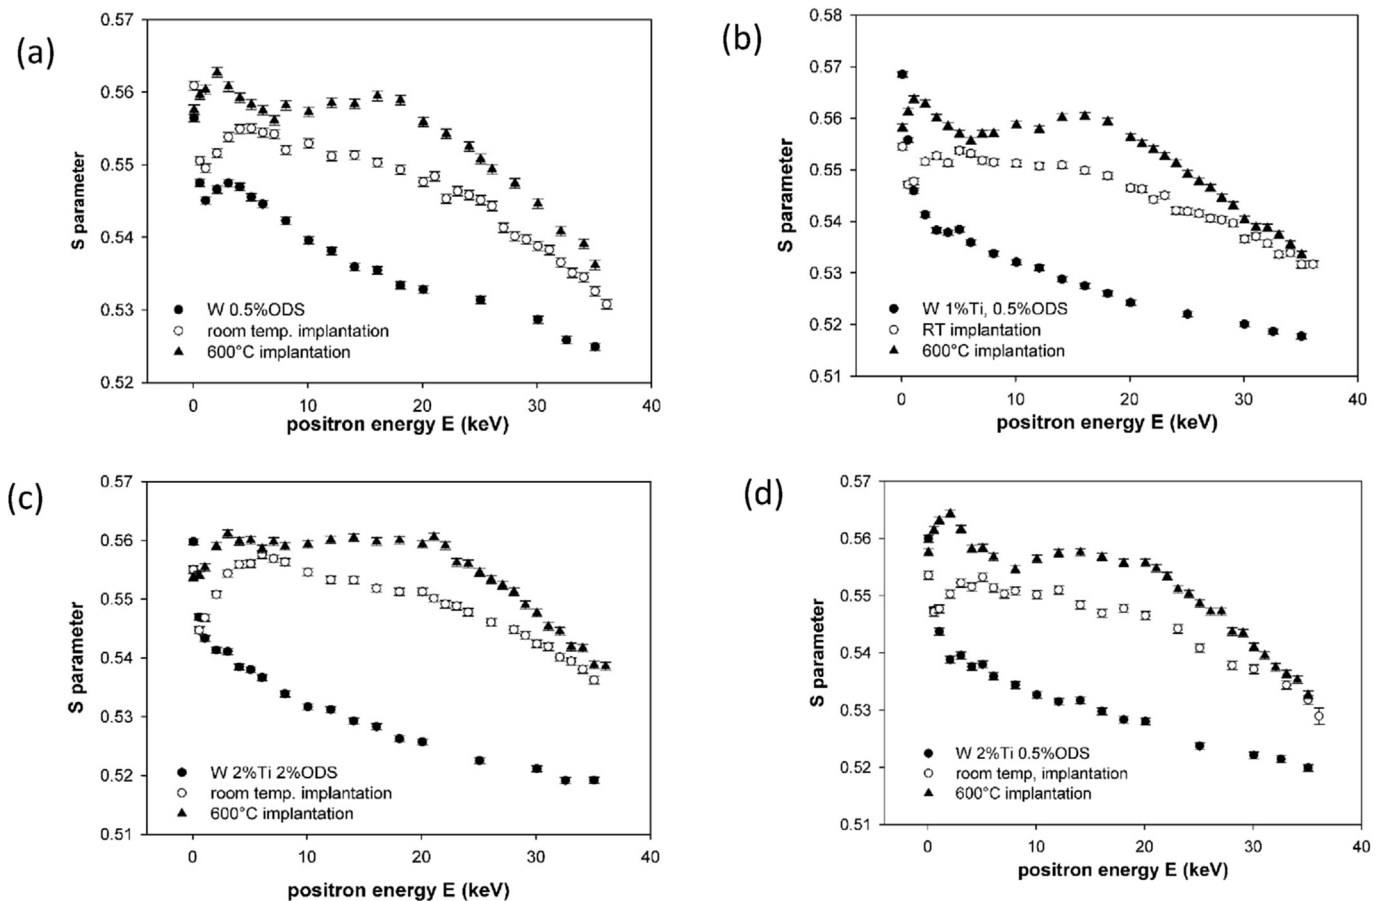 (a)
0.57
0.56
0.55
0.54
0.53
0.52
S parameter
W 0.5%ODS
room temp. implantation
600°C implantation
0 10 20 30 40
positron energy E (keV)
(b)
0.58
0.57
0.56
0.55
0.54
0.53
0.52
0.51
S parameter
W 1%Ti, 0.5%ODS
RT implantation
600°C implantation
0 10 20 30 40
positron energy E (keV)
(c)
0.57
0.56
0.55
0.54
0.53
0.52
0.51
S parameter
W 2%Ti 2%ODS
room temp. implantation
600°C implantation
0 10 20 30 40
positron energy E (keV)
(d)
0.57
0.56
0.55
0.54
0.53
0.52
0.51
S parameter
W 2%Ti 0.5%ODS
room temp, implantation
600°C implantation
0 10 20 30 40
positron energy E (keV)